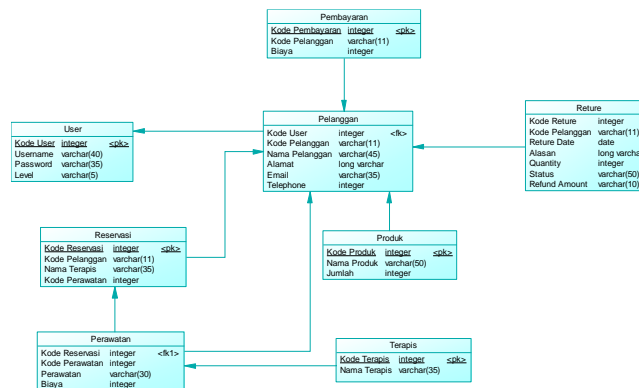 Pembayaran
Kode Pembayaran integer <pk>
Kode Pelanggan varchar(11)
Biaya integer
Pelanggan
Kode User integer <fk>
Kode Pelanggan varchar(11)
Nama Pelanggan varchar(45)
Alamat long varchar
Email varchar(35)
Telephone integer
Reture
Kode Reture integer
Kode Pelanggan varchar(11)
Reture Date date
Alasan long varcha
Quantity integer
Status varchar(50)
Refund Amount varchar(10)
User
Kode User integer <pk>
Username varchar(40)
Password varchar(35)
Level varchar(5)
Reservasi
Kode Reservasi integer <pk>
Kode Pelanggan varchar(11)
Nama Terapis varchar(35)
Kode Perawatan integer
Produk
Kode Produk integer <pk>
Nama Produk varchar(50)
Jumlah integer
Perawatan
Kode Reservasi integer <fk1>
Kode Perawatan integer
Perawatan varchar(30)
Biaya integer
Terapis
Kode Terapis integer <pk>
Nama Terapis varchar(35)